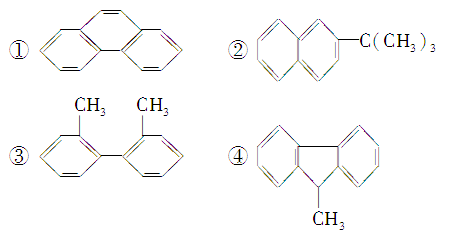 ① ② C(CH₃)₃
CH₃ CH₃
③ ④
CH₃